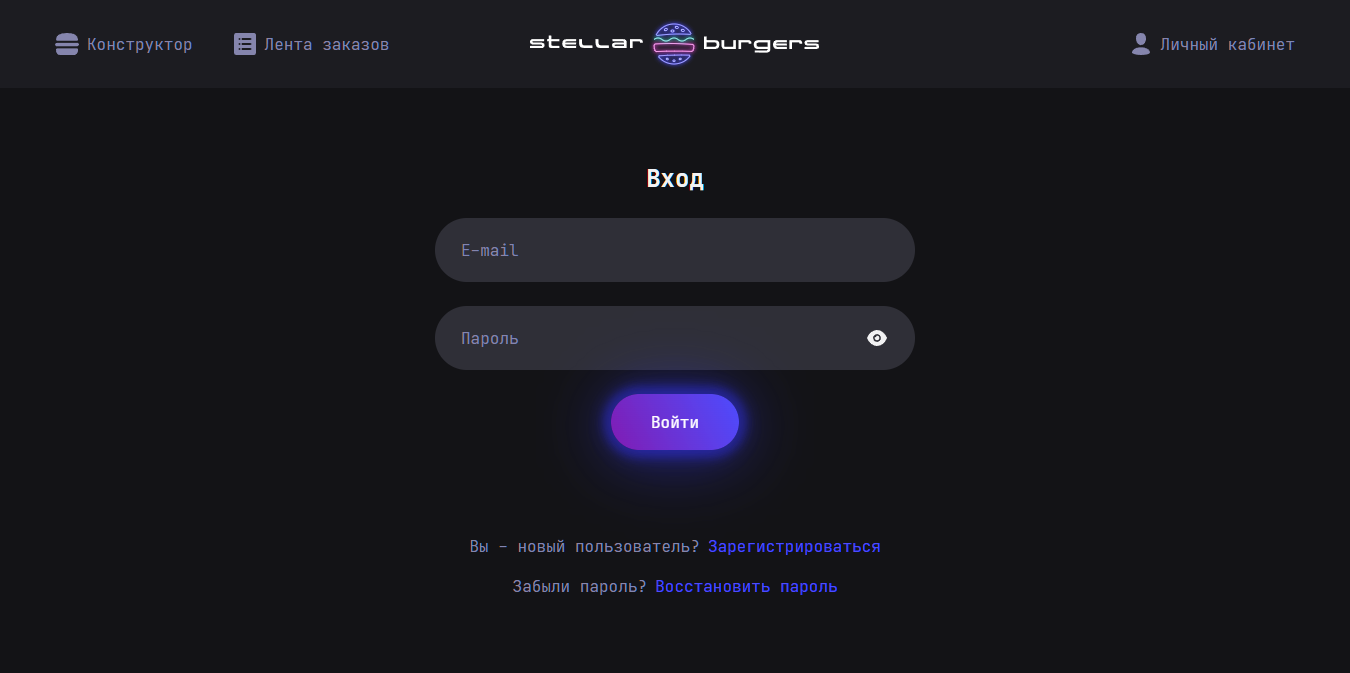 Конструктор
Лента заказов
stellar burgers
Личный кабинет
Вход
E-mail
Пароль
Войти
Вы – новый пользователь? Зарегистрироваться
Забыли пароль? Восстановить пароль